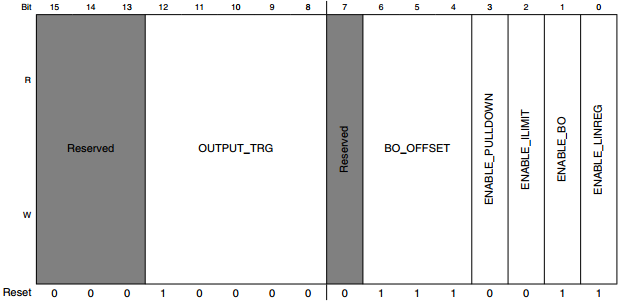 Bit 15 14 13 12 11 10 9 8 7 6 5 4 3 2 1 0
R
Reserved
OUTPUT_TRG
Reserved
BO_OFFSET
ENABLE_PULLDOWN
ENABLE_ILIMIT
ENABLE_BO
ENABLE_LINREG
W
Reset 0 0 0 1 0 0 0 0 0 1 1 1 0 0 1 1